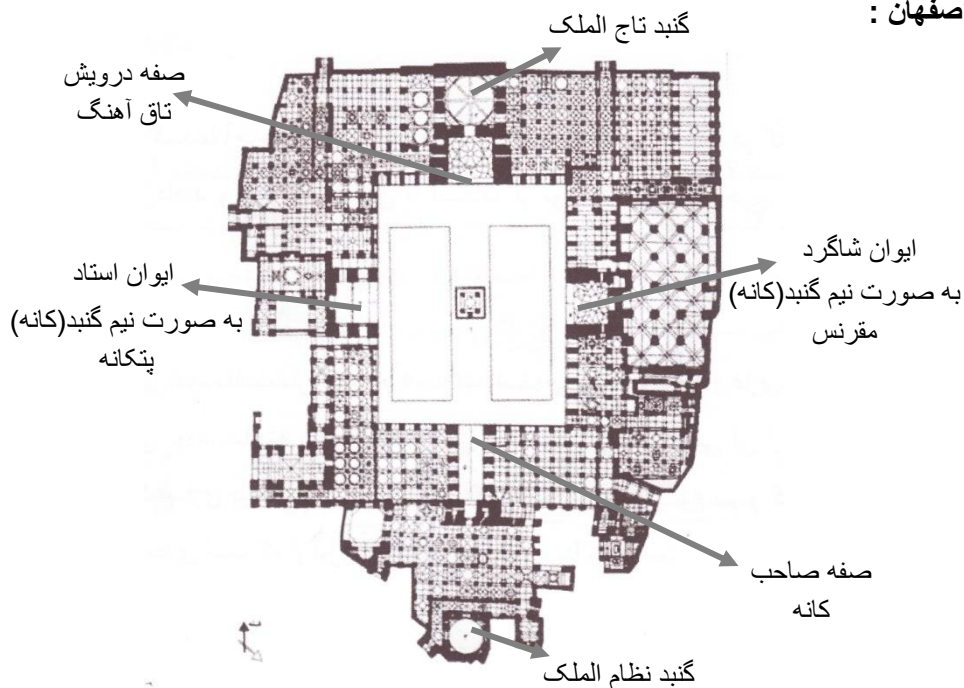 صفهان :
گنبد تاج الملک
صفه درویش
تاق آهنگ
ایوان شاگرد
به صورت نیم گنبد(کانه)
مقرنس
ایوان استاد
به صورت نیم گنبد(کانه)
پتکانه
صفه صاحب
کانه
گنبد نظام الملک